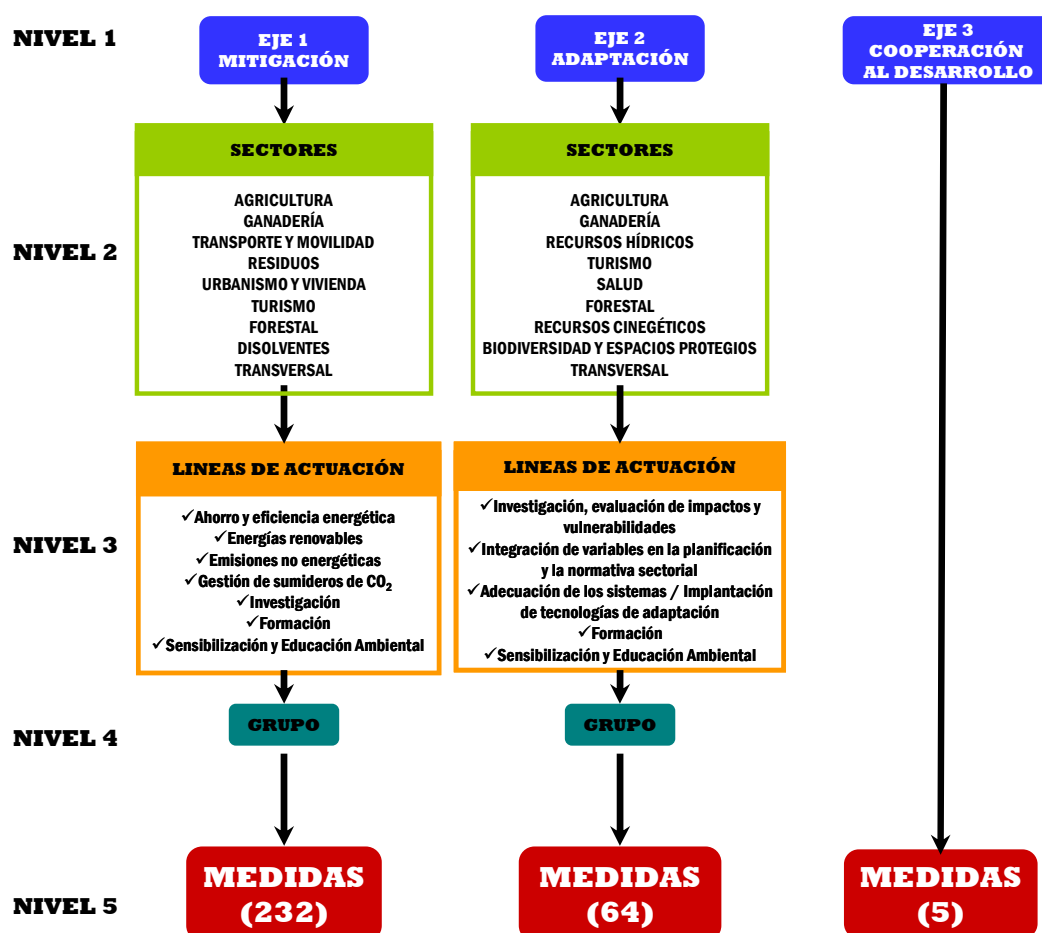 NIVEL 1
EJE 1
MITIGACIÓN
EJE 2
ADAPTACIÓN
EJE 3
COOPERACIÓN
AL DESARROLLO
NIVEL 2
SECTORES
AGRICULTURA
GANADERÍA
TRANSPORTE Y MOVILIDAD
RESIDUOS
URBANISMO Y VIVIENDA
TURISMO
FORESTAL
DISOLVENTES
TRANSVERSAL
SECTORES
AGRICULTURA
GANADERÍA
RECURSOS HÍDRICOS
TURISMO
SALUD
FORESTAL
RECURSOS CINEGÉTICOS
BIODIVERSIDAD Y ESPACIOS PROTEGIOS
TRANSVERSAL
NIVEL 3
LINEAS DE ACTUACIÓN
✓Ahorro y eficiencia energética
✓Energías renovables
✓Emisiones no energéticas
✓Gestión de sumideros de CO₂
✓Investigación
✓Formación
✓Sensibilización y Educación Ambiental
LINEAS DE ACTUACIÓN
✓Investigación, evaluación de impactos y
vulnerabilidades
✓Integración de variables en la planificación
y la normativa sectorial
✓Adecuación de los sistemas / Implantación
de tecnologías de adaptación
✓Formación
✓Sensibilización y Educación Ambiental
NIVEL 4
GRUPO
GRUPO
NIVEL 5
MEDIDAS
(232)
MEDIDAS
(64)
MEDIDAS
(5)